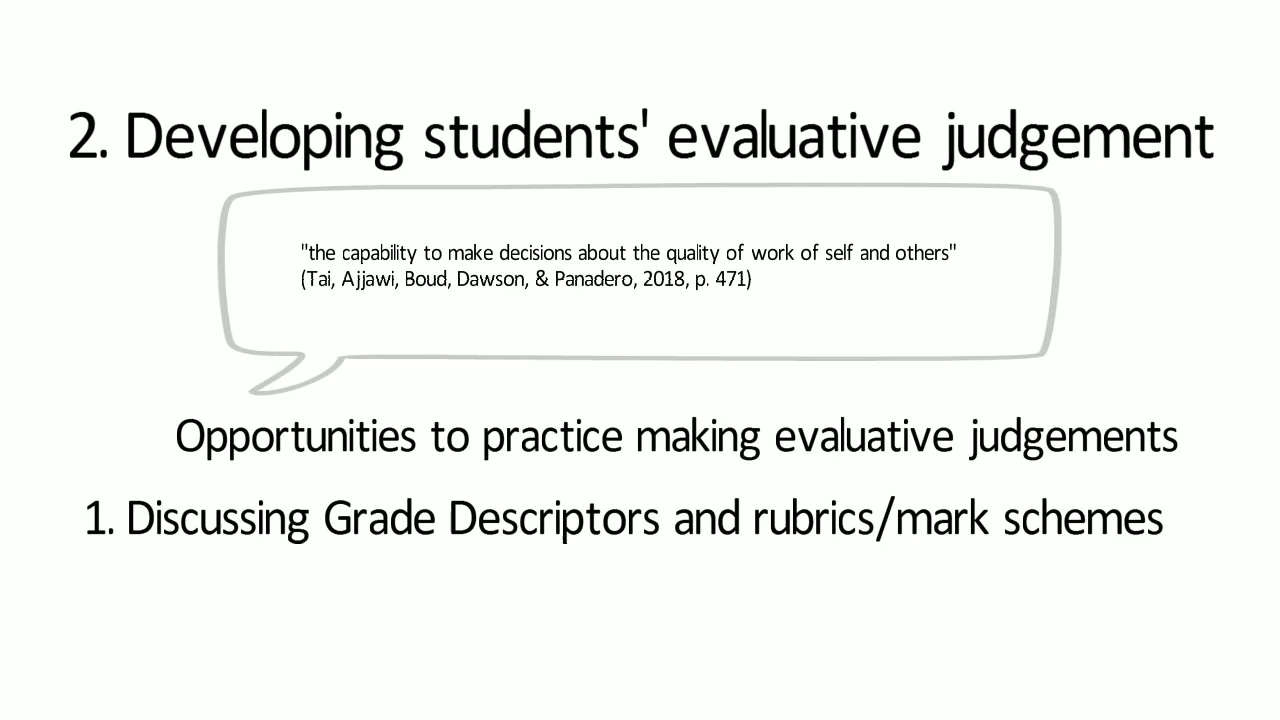 2. Developing students' evaluative judgement
"the capability to make decisions about the quality of work of self and others"
(Tai, Ajjawi, Boud, Dawson, & Panadero, 2018, p. 471)
Opportunities to practice making evaluative judgements
1. Discussing Grade Descriptors and rubrics/mark schemes